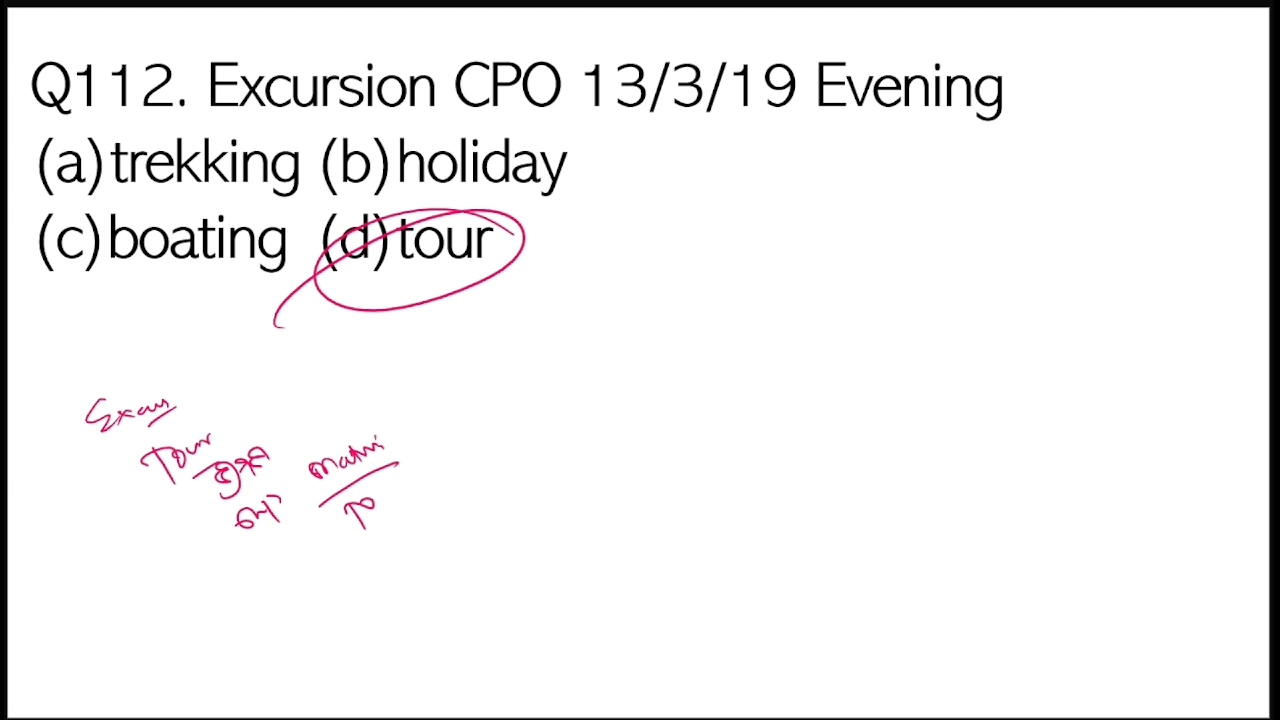 Q112. Excursion CPO 13/3/19 Evening
(a)trekking (b)holiday
(c)boating (d)tour
Tour